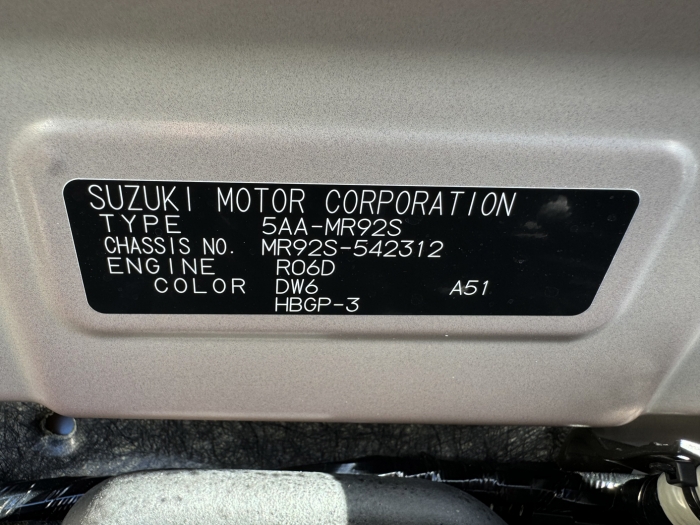 SUZUKI MOTOR CORPORATION
TYPE 5AA-MR92S
CHASSIS NO. MR92S-542312
ENGINE R06D
COLOR DW6 A51
HBGP-3